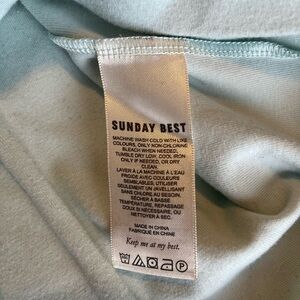 SUNDAY BEST
MACHINE WASH COLD WITH LIKE
COLOURS, ONLY NON-CHLORINE
BLEACH WHEN NEEDED,
TUMBLE DRY LOW, COOL IRON
ONLY IF REQUIRED, OR DRY
CLEAN.
LAVER À LA MACHINE À L'EAU
FROIDE AVEC COULEURS
SEMBLABLES, UTILISER
SEULEMENT UN JAVELLISANT
SANS CHLORE AU BESOIN,
SÉCHER À BASSE
TEMPÉRATURE, REPASSAGE
DOUX SI NÉCESSAIRE, OU
NETTOYER À SEC.
MADE IN CHINA
FABRIQUÉ EN CHINE
Keep me at my best.